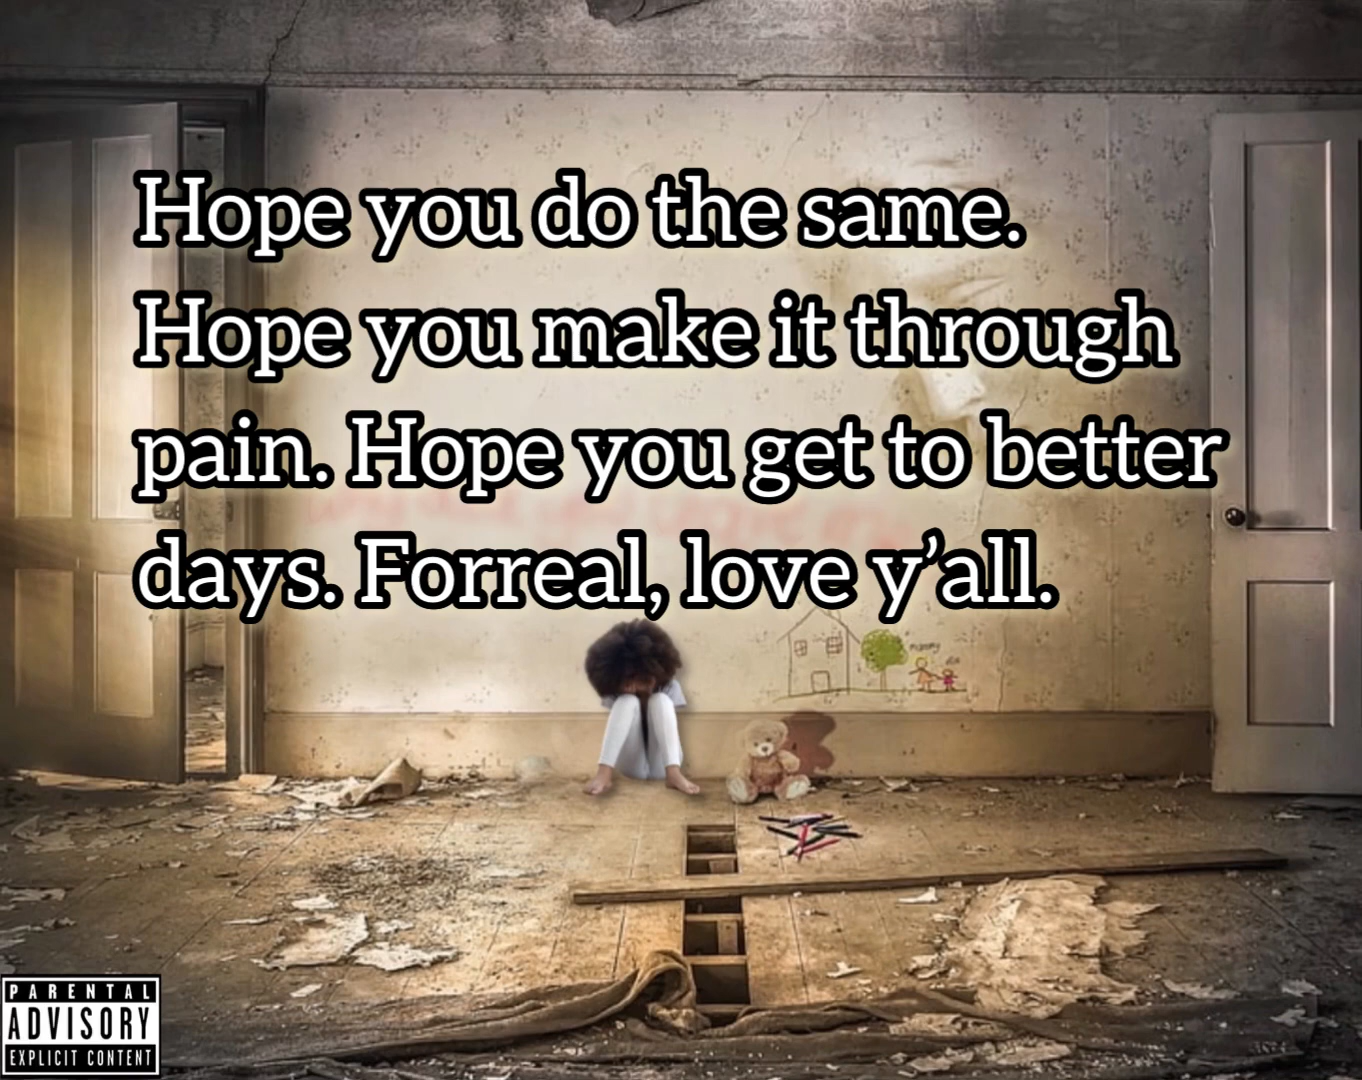 Hope you do the same.
Hope you make it through
pain. Hope you get to better
days. Forreal, love y’all.
mommy
PARENTAL
ADVISORY
EXPLICIT CONTENT